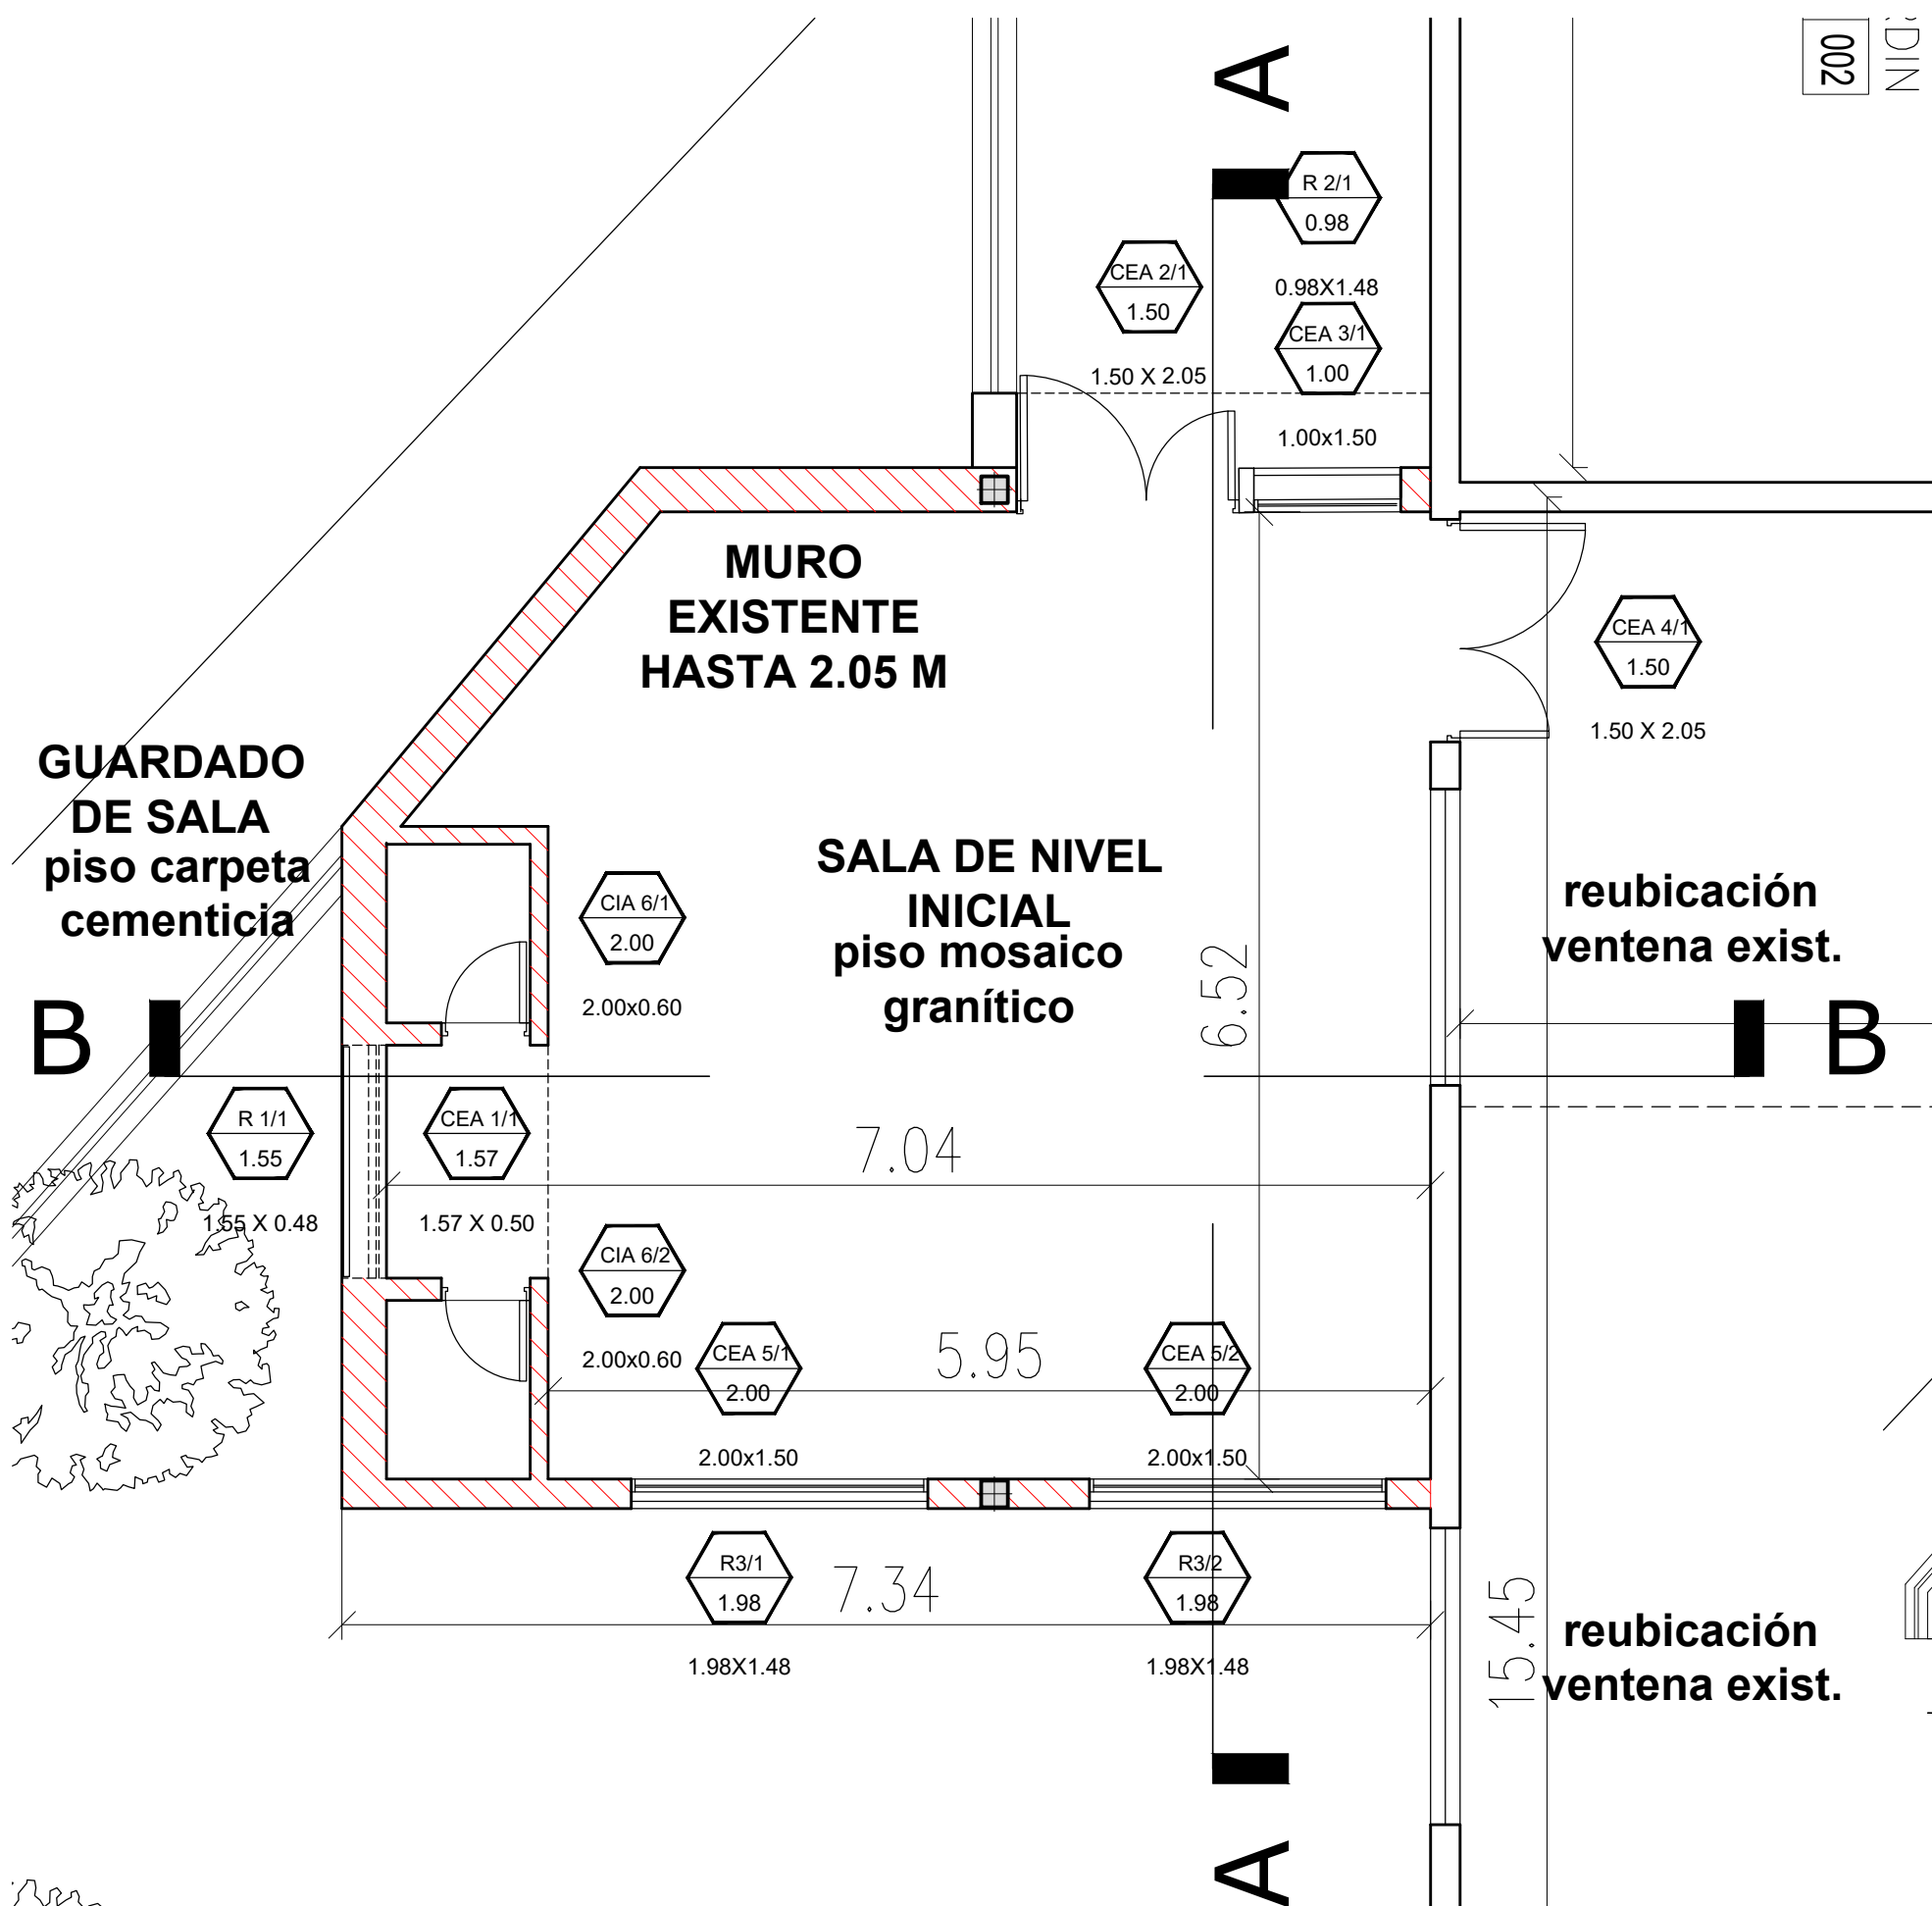 RDIN
002
A
R 2/1
0.98
CEA 2/1
1.50
0.98X1.48
CEA 3/1
1.00
1.50 X 2.05
1.00x1.50
MURO
EXISTENTE
HASTA 2.05 M
CEA 4/1
1.50
1.50 X 2.05
GUARDADO
DE SALA
piso carpeta
cementicia
SALA DE NIVEL
INICIAL
piso mosaico
granítico
CIA 6/1
2.00
2.00x0.60
6.52
reubicación
ventena exist.
B
B
R 1/1
1.55
1.55 X 0.48
CEA 1/1
1.57
1.57 X 0.50
7.04
CIA 6/2
2.00
2.00x0.60
CEA 5/1
2.00
2.00x1.50
5.95
CEA 5/2
2.00
2.00x1.50
R3/1
1.98
1.98X1.48
7.34
R3/2
1.98
1.98X1.48
15.45
reubicación
ventena exist.
A